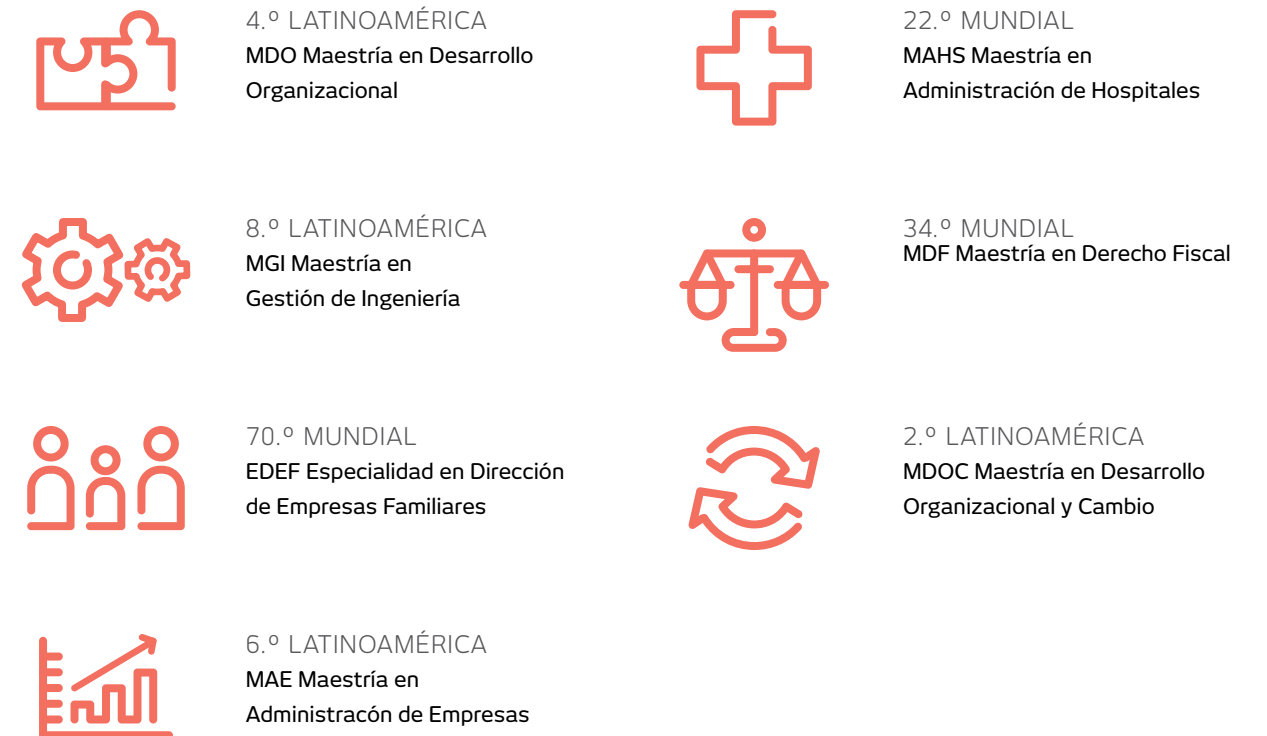 4.º LATINOAMÉRICA
MDO Maestría en Desarrollo
Organizacional
22.º MUNDIAL
MAHS Maestría en
Administración de Hospitales
8.º LATINOAMÉRICA
MGI Maestría en
Gestión de Ingeniería
34.º MUNDIAL
MDF Maestría en Derecho Fiscal
70.º MUNDIAL
EDEF Especialidad en Dirección
de Empresas Familiares
2.º LATINOAMÉRICA
MDOC Maestría en Desarrollo
Organizacional y Cambio
6.º LATINOAMÉRICA
MAE Maestría en
Administracón de Empresas